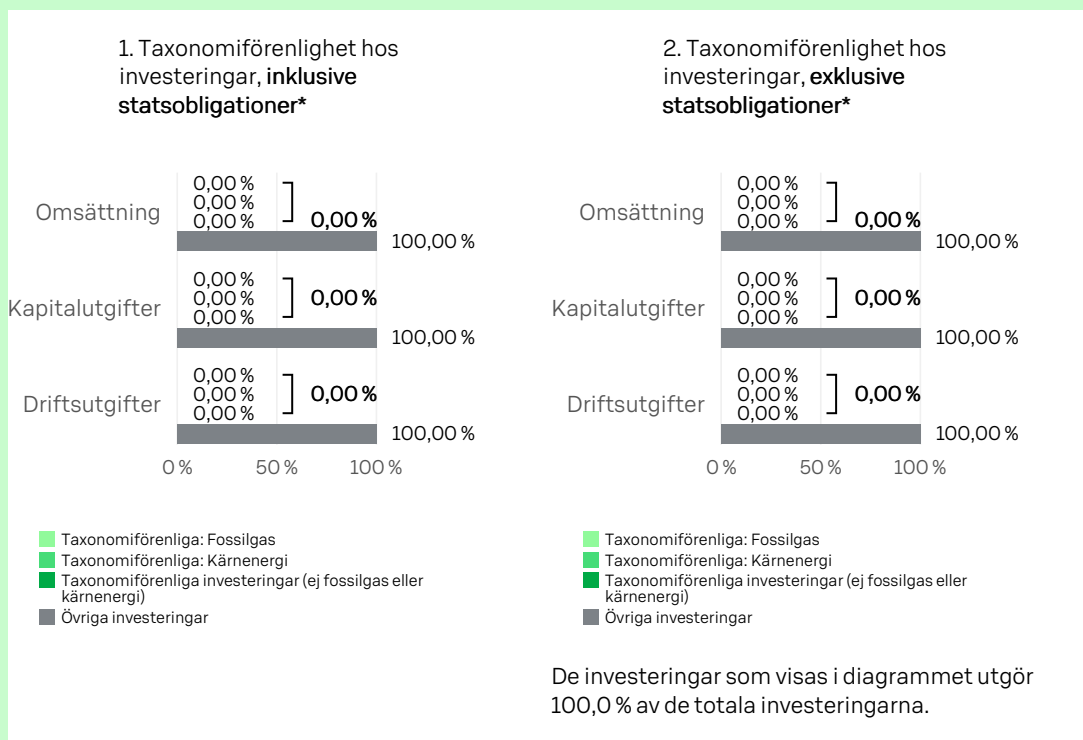 1. Taxonomiförenlighet hos
investeringar, inklusive
statsobligationer*
Omsättning
0,00 %
0,00 %
0,00 %
0,00 %
100,00 %
Kapitalutgifter
0,00 %
0,00 %
0,00 %
0,00 %
100,00 %
Driftsutgifter
0,00 %
0,00 %
0,00 %
0,00 %
100,00 %
0 % 50 % 100 %
Taxonomiförenliga: Fossilgas
Taxonomiförenliga: Kärnenergi
Taxonomiförenliga investeringar (ej fossilgas eller
kärnenergi)
Övriga investeringar
2. Taxonomiförenlighet hos
investeringar, exklusive
statsobligationer*
Omsättning
0,00 %
0,00 %
0,00 %
0,00 %
100,00 %
Kapitalutgifter
0,00 %
0,00 %
0,00 %
0,00 %
100,00 %
Driftsutgifter
0,00 %
0,00 %
0,00 %
0,00 %
100,00 %
0 % 50 % 100 %
Taxonomiförenliga: Fossilgas
Taxonomiförenliga: Kärnenergi
Taxonomiförenliga investeringar (ej fossilgas eller
kärnenergi)
Övriga investeringar
De investeringar som visas i diagrammet utgör
100,0 % av de totala investeringarna.